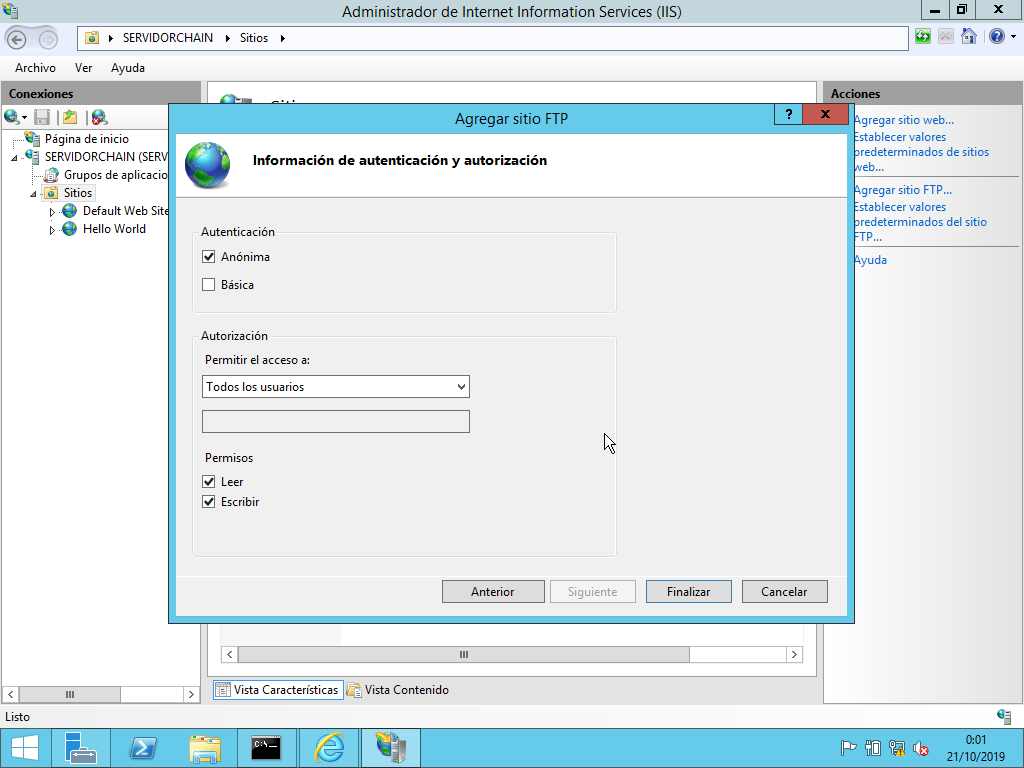 Administrador de Internet Information Services (IIS)
SERVIDORCHAIN
Sitios
Archivo
Ver
Ayuda
Conexiones
Página de inicio
SERVIDORCHAIN (SERV
Grupos de aplicacio
Sitios
Default Web Site
Hello World
Agregar sitio FTP
?
Información de autenticación y autorización
Autenticación
Anónima
Básica
Autorización
Permitir el acceso a:
Todos los usuarios
Permisos
Leer
Escribir
Anterior
Siguiente
Finalizar
Cancelar
Acciones
Agregar sitio web...
Establecer valores
predeterminados de sitios
web...
Agregar sitio FTP...
Establecer valores
predeterminados del sitio
FTP...
Ayuda
Vista Características
Vista Contenido
Listo
0:01
21/10/2019